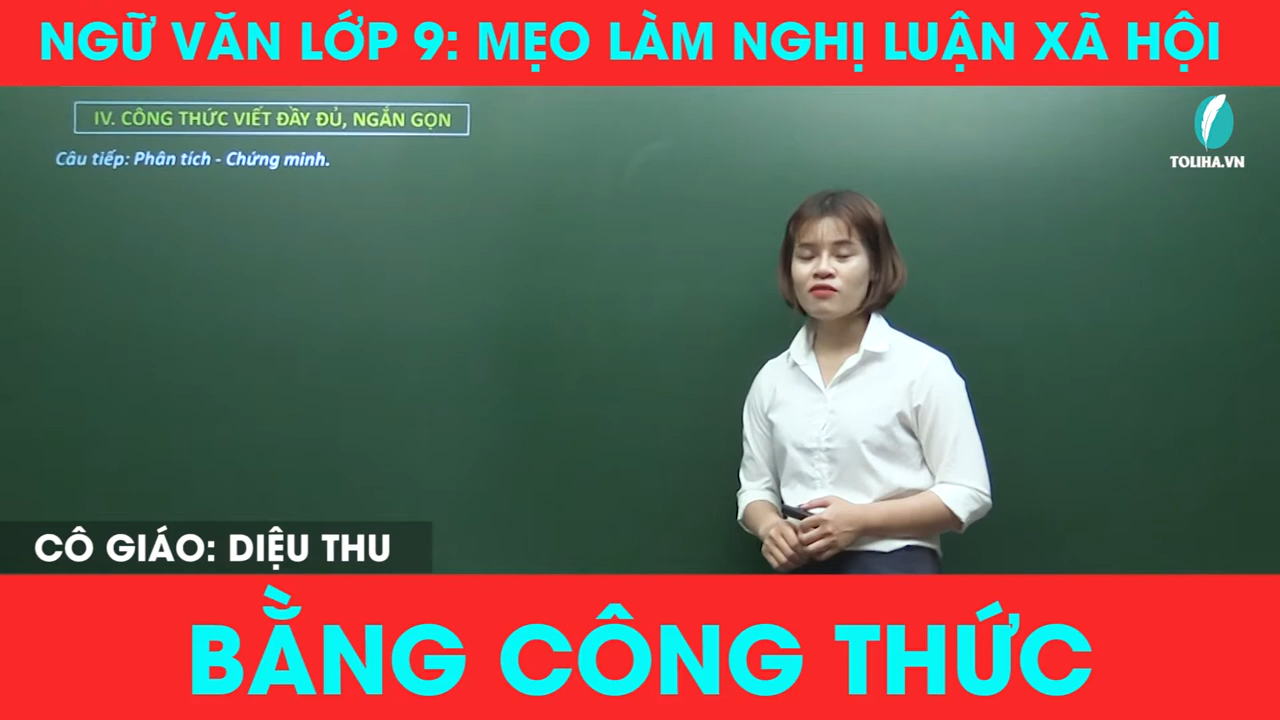 NGỮ VĂN LỚP 9: MẸO LÀM NGHỊ LUẬN XÃ HỘI
IV. CÔNG THỨC VIẾT ĐẦY ĐỦ, NGẮN GỌN
Câu tiếp: Phân tích - Chứng minh.
TOLIHA.VN
CÔ GIÁO: DIỆU THU
BẰNG CÔNG THỨC